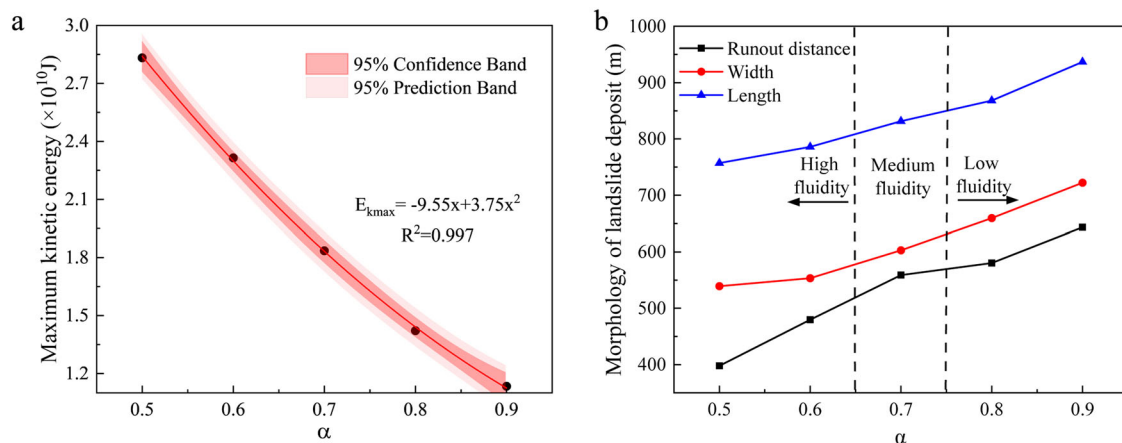 a
Maximum kinetic energy (×10¹⁰J)
3.0
2.7
2.4
2.1
1.8
1.5
1.2
95% Confidence Band
95% Prediction Band
E_kmax= -9.55x+3.75x²
R²=0.997
0.5 0.6 0.7 0.8 0.9
α
b
Morphology of landslide deposit (m)
1000
900
800
700
600
500
400
Runout distance
Width
Length
High fluidity
Medium fluidity
Low fluidity
0.5 0.6 0.7 0.8 0.9
α